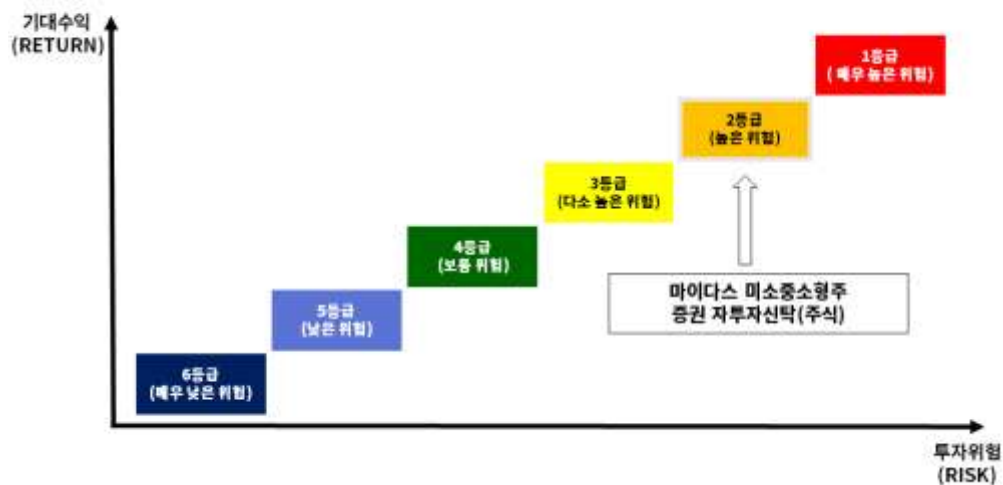 기대수익
(RETURN)
1등급
( 매우 높은 위험)
2등급
(높은 위험)
3등급
(다소 높은 위험)
4등급
(보통 위험)
마이다스 미소중소형주
증권 자투자신탁(주식)
5등급
(낮은 위험)
6등급
(매우 낮은 위험)
투자위험
(RISK)